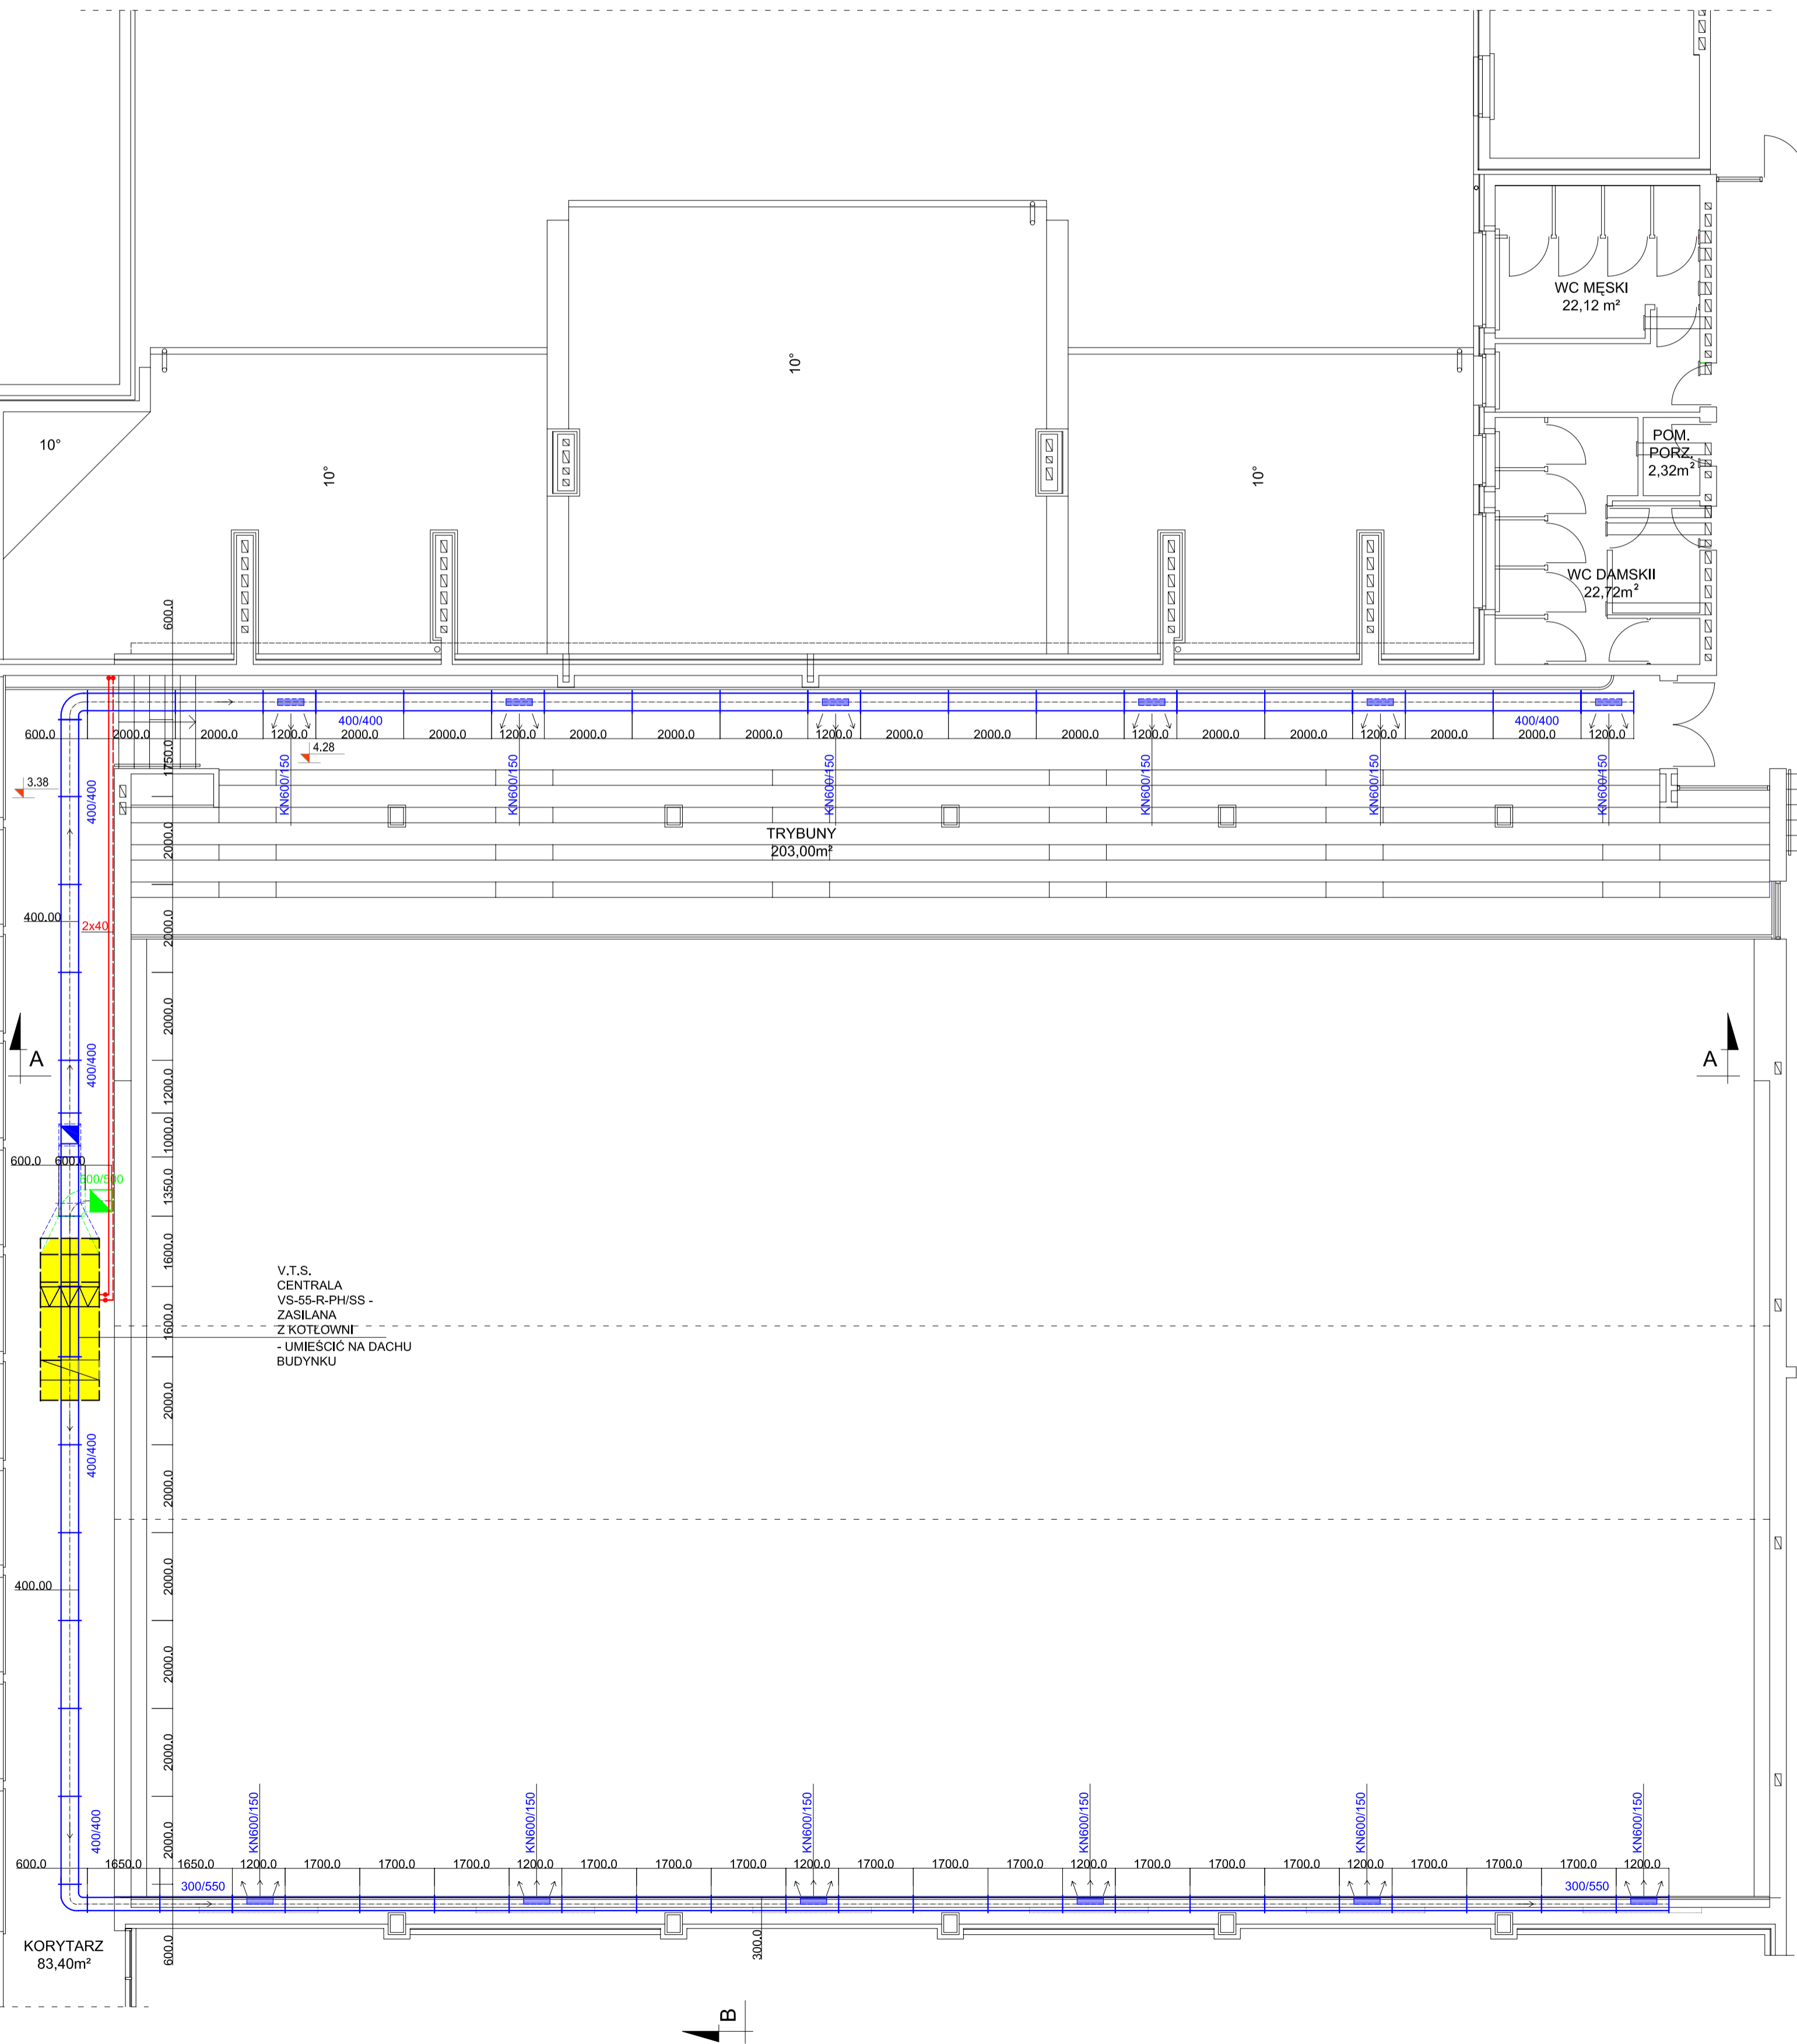 WC MĘSKI
22,12 m²
10°
10°
10°
10°
POM.
PORZ.
2,32m²
WC DAMSKII
22,72m²
600.0
400/400
400/400
600.0
2000.0
2000.0
1200.0
2000.0
2000.0
1200.0
2000.0
2000.0
2000.0
1200.0
2000.0
2000.0
2000.0
1200.0
2000.0
2000.0
1200.0
2000.0
2000.0
1200.0
4.28
1750.0
3.38
400/400
KN600/150
KN600/150
KN600/150
KN600/150
KN600/150
KN600/150
TRYBUNY
203,00m²
2000.0
400.00
2x40
2000.0
2000.0
A
400/400
A
1200.0
1000.0
600.0
600.0
1350.0
1600.0
V.T.S.
CENTRALA
VS-55-R-PH/SS -
ZASILANA
Z KOTŁOWNI
- UMIEŚCIĆ NA DACHU
BUDYNKU
1600.0
2000.0
400/400
2000.0
400.00
2000.0
2000.0
2000.0
400/400
2000.0
KN600/150
KN600/150
KN600/150
KN600/150
KN600/150
KN600/150
600.0
1650.0
1650.0
1200.0
1700.0
1700.0
1700.0
1200.0
1700.0
1700.0
1700.0
1200.0
1700.0
1700.0
1700.0
1200.0
1700.0
1700.0
1700.0
1200.0
1700.0
1700.0
1700.0
1200.0
300/550
300/550
KORYTARZ
83,40m²
600.0
300.0
B